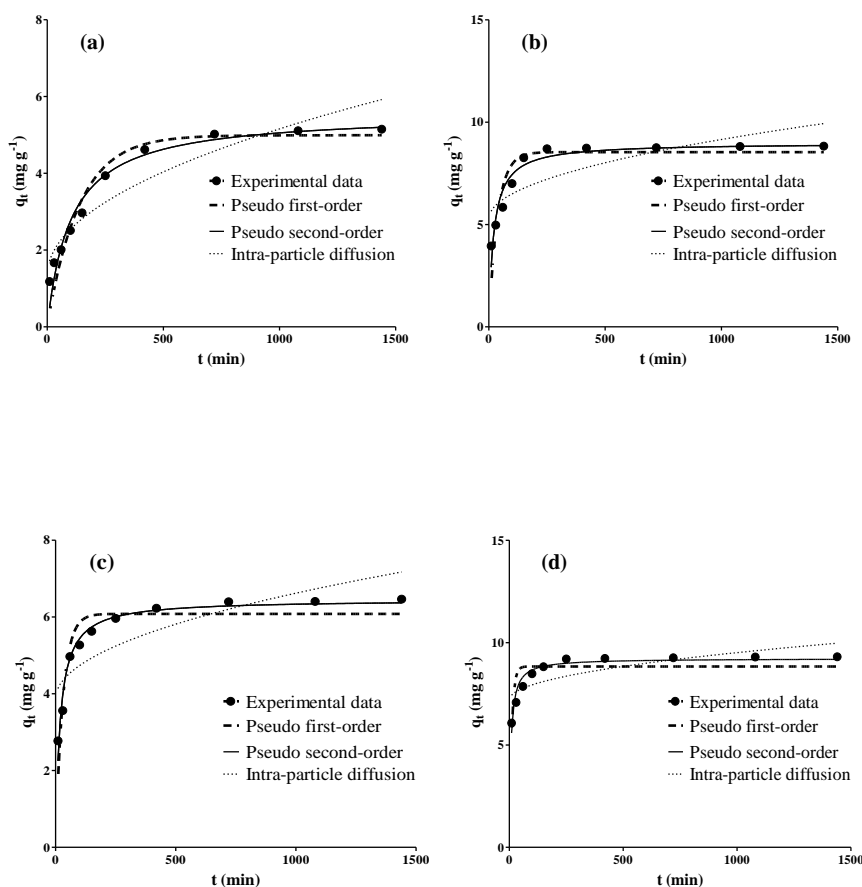 (a)
8
6
4
2
0
q_t (mg g^-1)
Experimental data
Pseudo first-order
Pseudo second-order
Intra-particle diffusion
0
500
1000
1500
t (min)
(b)
15
10
5
0
q_t (mg g^-1)
Experimental data
Pseudo first-order
Pseudo second-order
Intra-particle diffusion
0
500
1000
1500
t (min)
(c)
8
6
4
2
0
q_t (mg g^-1)
Experimental data
Pseudo first-order
Pseudo second-order
Intra-particle diffusion
0
500
1000
1500
t (min)
(d)
15
10
5
0
q_t (mg g^-1)
Experimental data
Pseudo first-order
Pseudo second-order
Intra-particle diffusion
0
500
1000
1500
t (min)